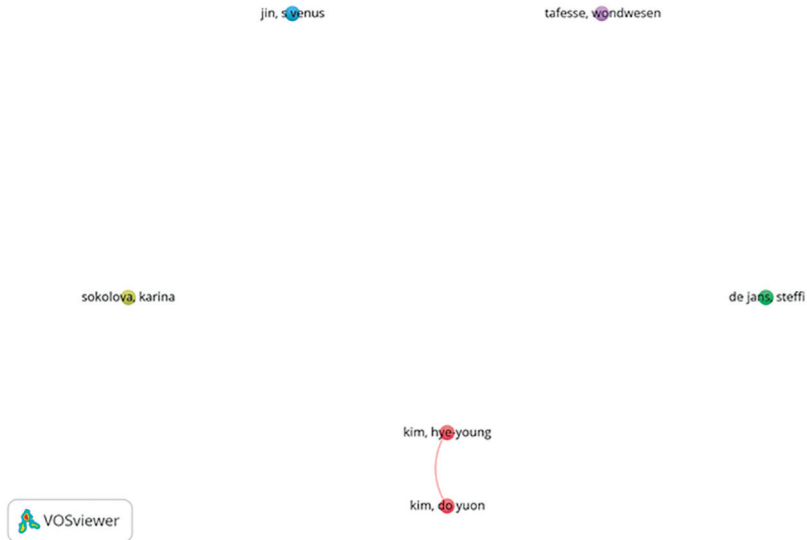 jin, s venus
tafesse, wondwesen
sokolova, karina
de jans, steffi
kim, hye-young
kim, do yuon
VOSviewer